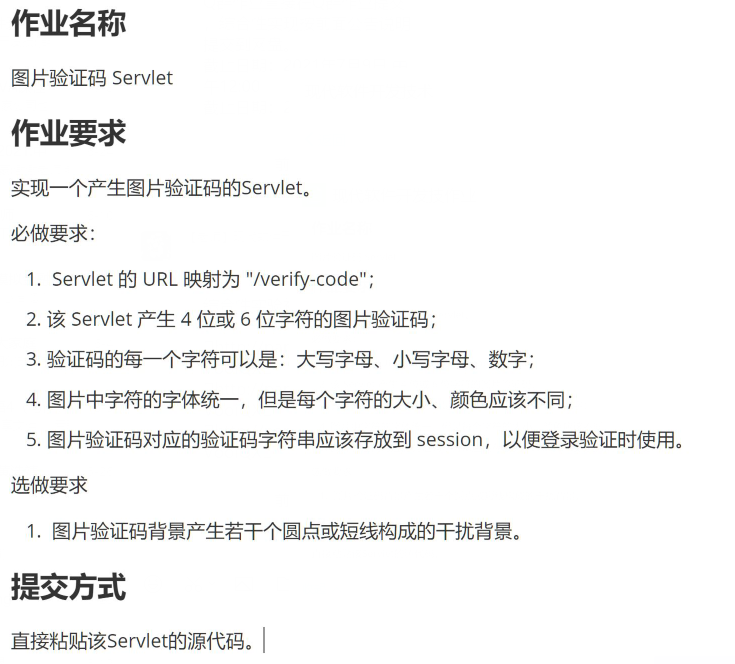 作业名称
图片验证码 Servlet
作业要求
实现一个产生图片验证码的Servlet。
必做要求：
1. Servlet 的 URL 映射为 "/verify-code"；
2. 该 Servlet 产生 4 位或 6 位字符的图片验证码；
3. 验证码的每一个字符可以是：大写字母、小写字母、数字；
4. 图片中字符的字体统一，但是每个字符的大小、颜色应该不同；
5. 图片验证码对应的验证码字符串应该存放到 session，以便登录验证时使用。
选做要求
1. 图片验证码背景产生若干个圆点或短线构成的干扰背景。
提交方式
直接粘贴该Servlet的源代码。